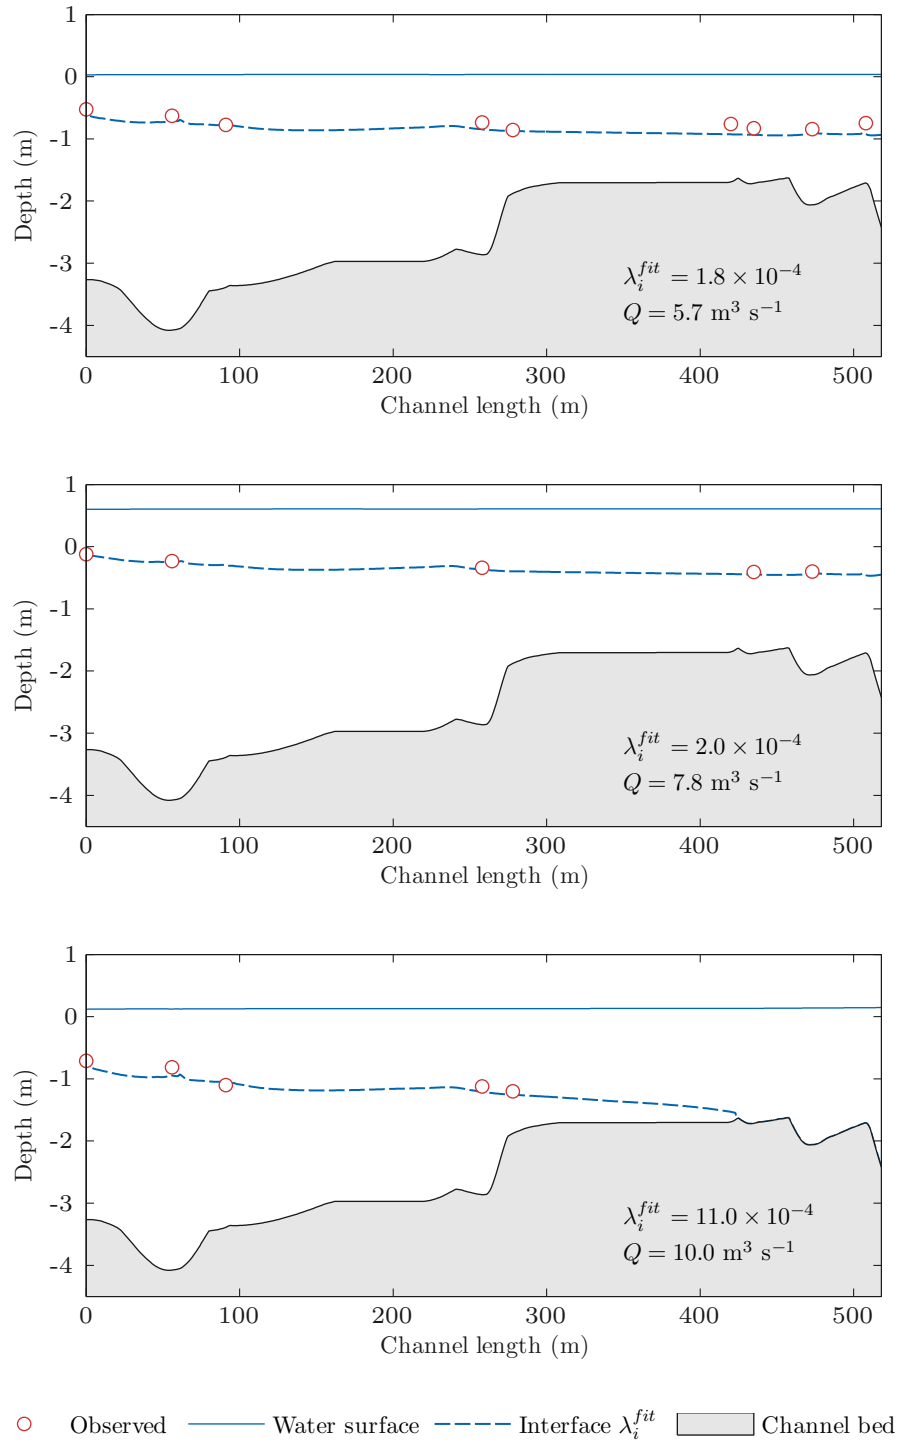 1
0
-1
-2
-3
-4
Depth (m)
λ_i^{fit} = 1.8 × 10^{−4}
Q = 5.7 m³ s^{−1}
0 100 200 300 400 500
Channel length (m)
1
0
-1
-2
-3
-4
Depth (m)
λ_i^{fit} = 2.0 × 10^{−4}
Q = 7.8 m³ s^{−1}
0 100 200 300 400 500
Channel length (m)
1
0
-1
-2
-3
-4
Depth (m)
λ_i^{fit} = 11.0 × 10^{−4}
Q = 10.0 m³ s^{−1}
0 100 200 300 400 500
Channel length (m)
Observed Water surface Interface λ_i^{fit} Channel bed